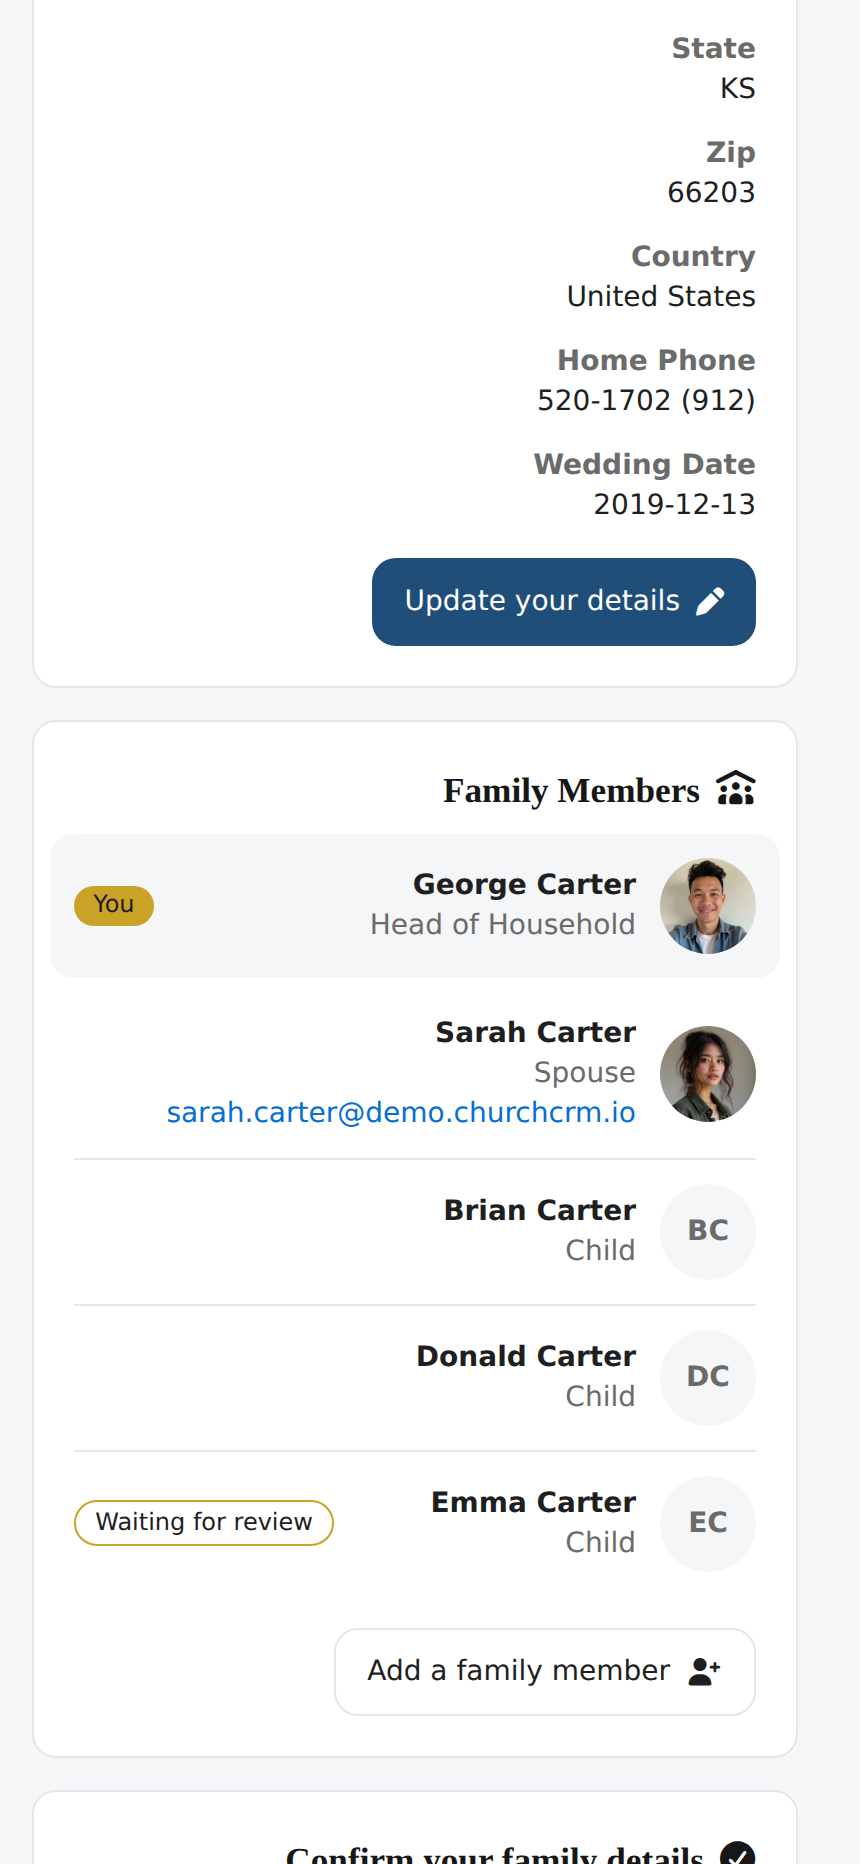 State
KS
Zip
66203
Country
United States
Home Phone
520-1702 (912)
Wedding Date
2019-12-13
Update your details
Family Members
George Carter
Head of Household
You
Sarah Carter
Spouse
sarah.carter@demo.churchcrm.io
Brian Carter
Child
BC
Donald Carter
Child
DC
Emma Carter
Child
EC
Waiting for review
Add a family member
Confirm your family details